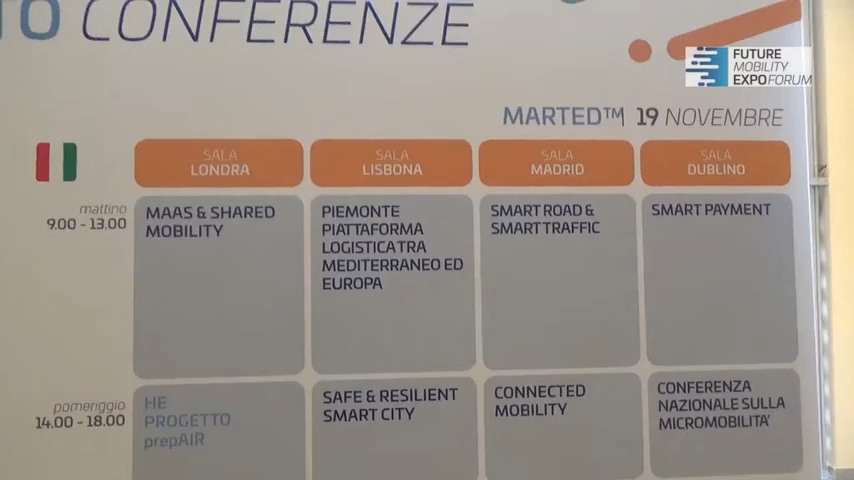 TO CONFERENZE
FUTURE
MOBILITY
EXPOFORUM
MARTED™ 19 NOVEMBRE
SALA
LONDRA
SALA
LISBONA
SALA
MADRID
SALA
DUBLINO
mattino
9.00 - 13.00
MAAS & SHARED
MOBILITY
PIEMONTE
PIATTAFORMA
LOGISTICA TRA
MEDITERRANEO ED
EUROPA
SMART ROAD &
SMART TRAFFIC
SMART PAYMENT
pomeriggio
14.00 - 18.00
HE
PROGETTO
prepAIR
SAFE & RESILIENT
SMART CITY
CONNECTED
MOBILITY
CONFERENZA
NAZIONALE SULLA
MICROMOBILITA'